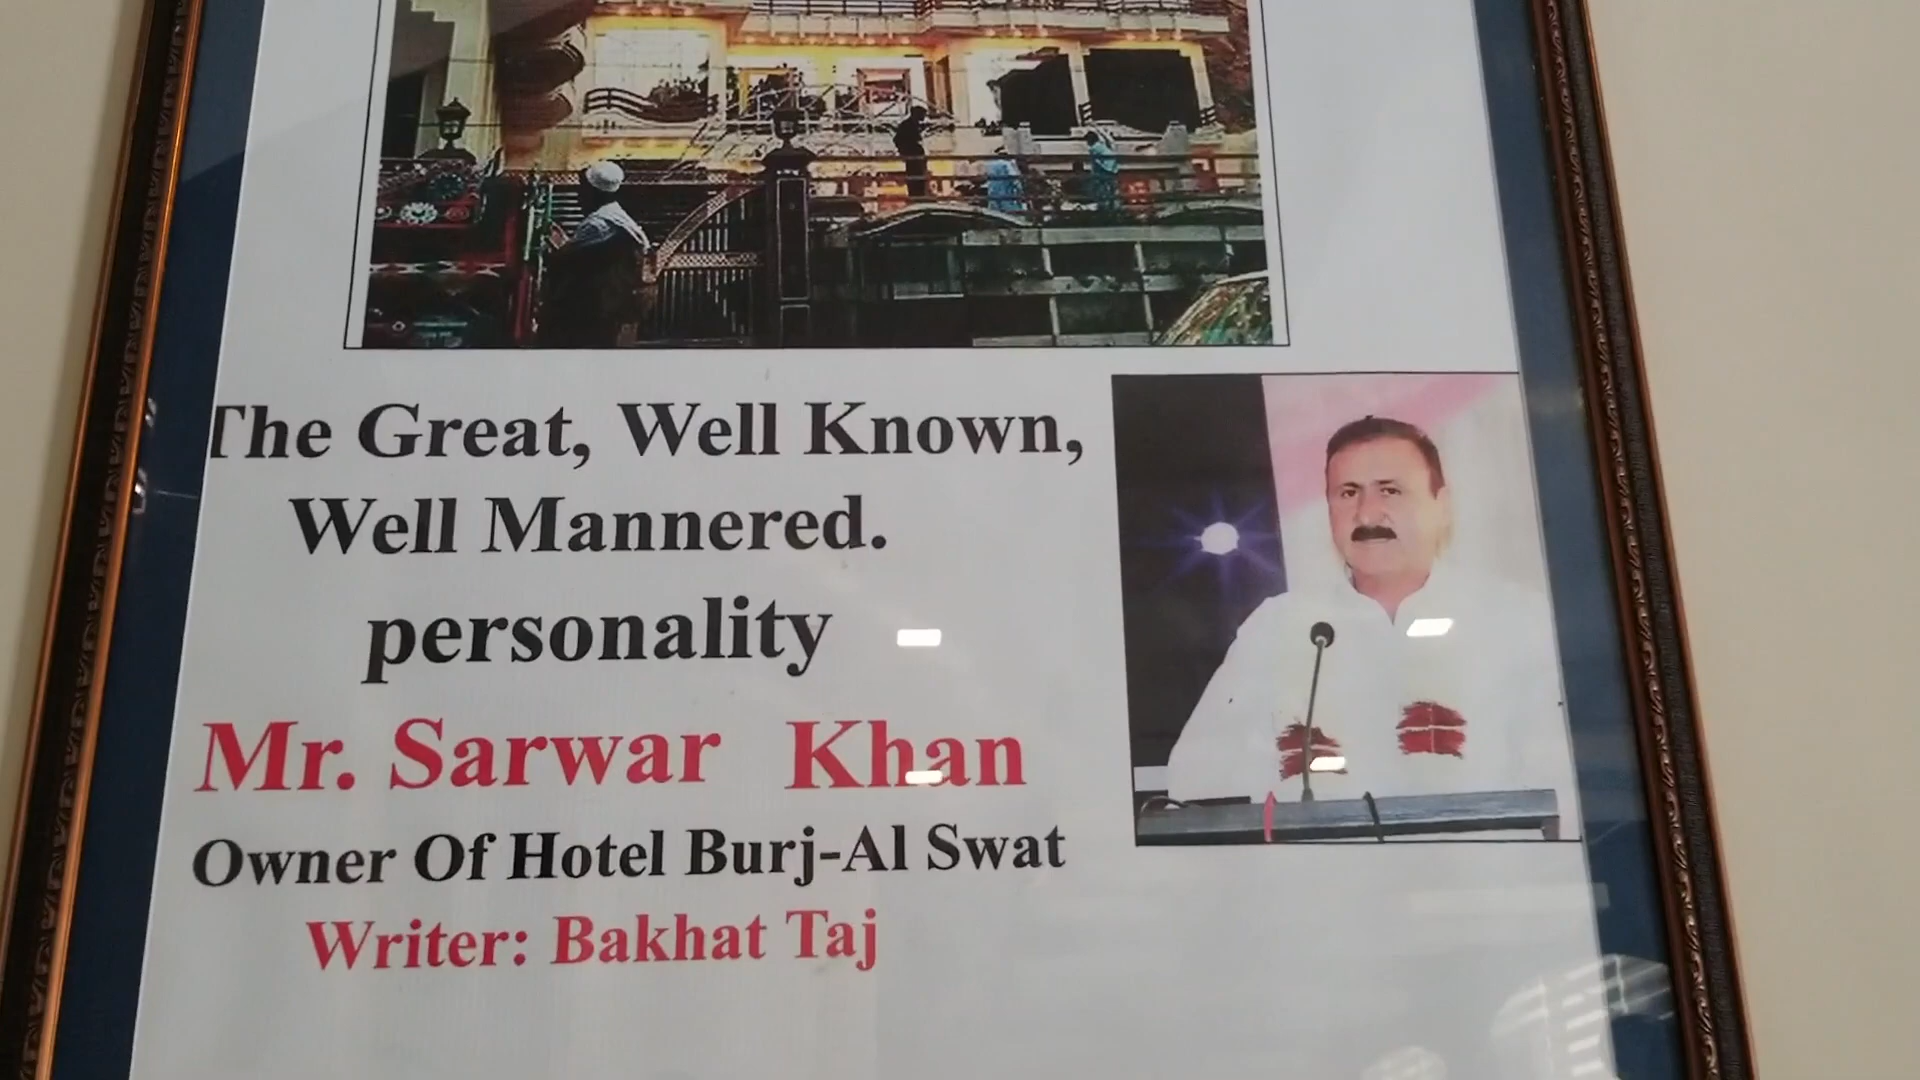 The Great, Well Known,
Well Mannered.
personality
Mr. Sarwar Khan
Owner Of Hotel Burj-Al Swat
Writer: Bakhat Taj